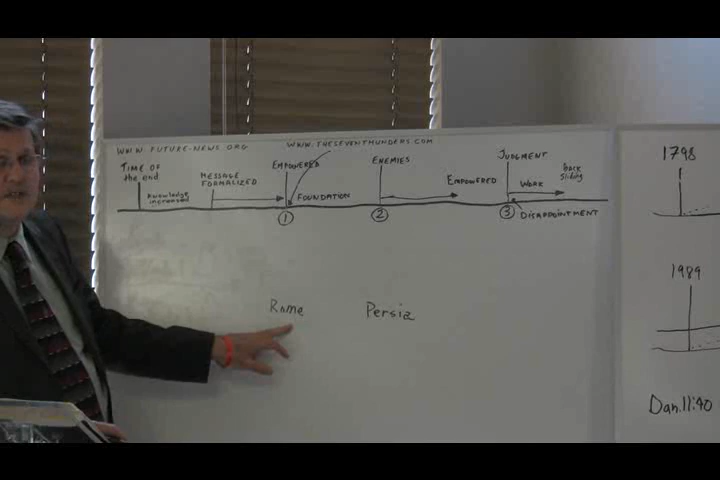 WWW. FUTURE-NEWS.ORG
WWW.THESEVENTHUNDERS.COM
TIME OF
the end
Knowledge
increased
MESSAGE
FORMALIZED
EMPOWERED
FOUNDATION
1
ENEMIES
EMPOWERED
2
JUDGMENT
WORK
back
sliding
3
DISAPPOINTMENT
Rome
Persia
1798
1989
Dan. 11:40